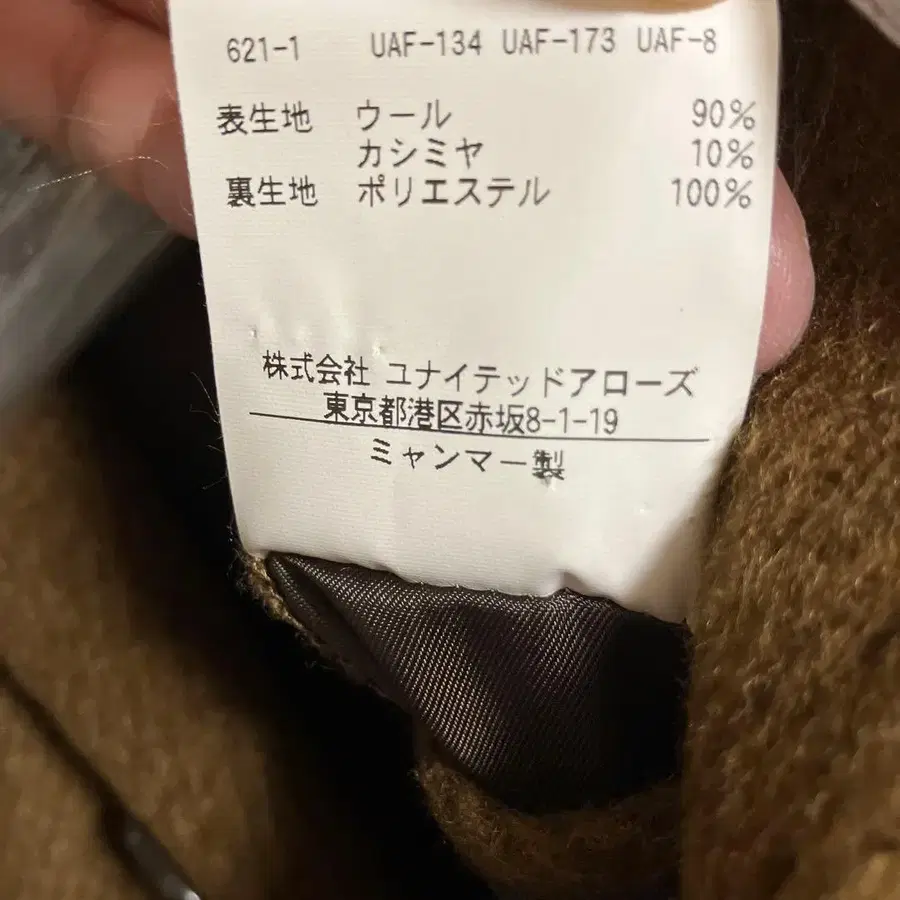 621-1 UAF-134 UAF-173 UAF-8
表生地 ウール 90%
カシミヤ 10%
裏生地 ポリエステル 100%
株式会社 ユナイテッドアローズ
東京都港区赤坂8-1-19
ミャンマー製